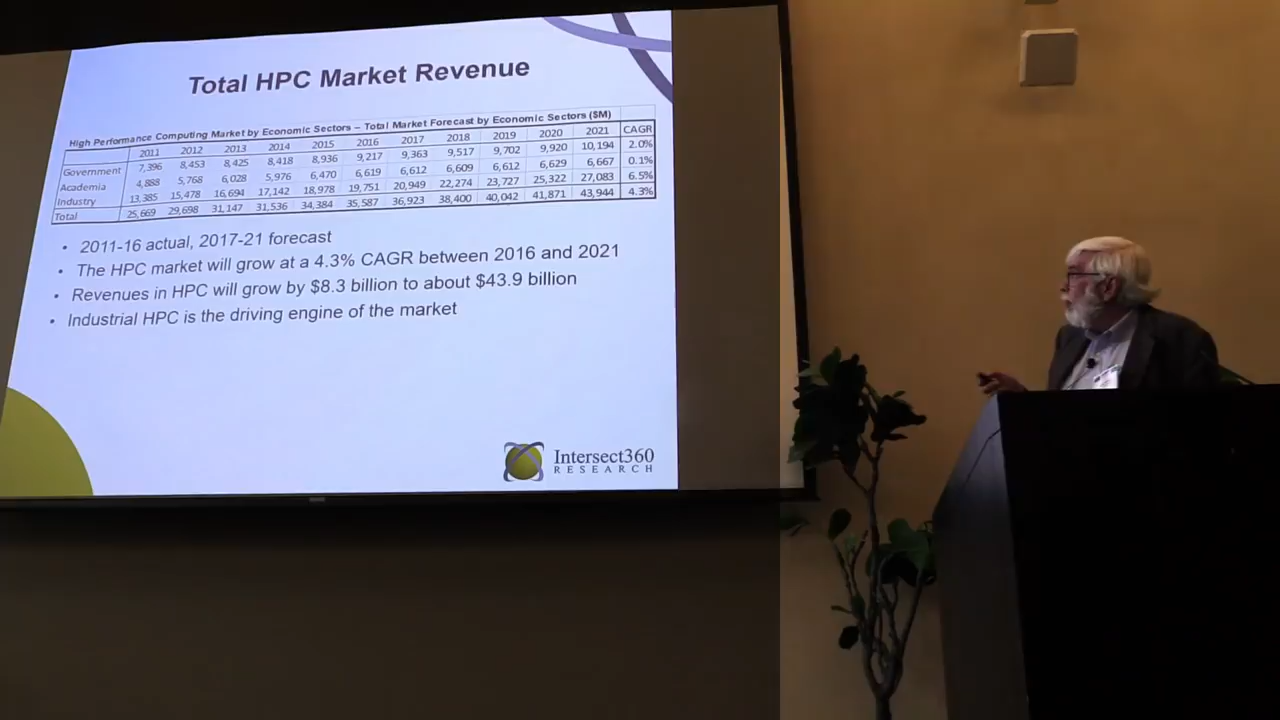 Total HPC Market Revenue
High Performance Computing Market by Economic Sectors – Total Market Forecast by Economic Sectors ($M)
2011 2012 2013 2014 2015 2016 2017 2018 2019 2020 2021 CAGR
Government 7,396 8,453 8,425 8,418 8,936 9,217 9,363 9,517 9,702 9,920 10,194 2.0%
Academia 4,888 5,768 6,028 5,976 6,470 6,619 6,612 6,609 6,612 6,629 6,667 0.1%
Industry 13,385 15,478 16,694 17,142 18,978 19,751 20,949 22,274 23,727 25,322 27,083 6.5%
Total 25,669 29,698 31,147 31,536 34,384 35,587 36,923 38,400 40,042 41,871 43,944 4.3%
• 2011-16 actual, 2017-21 forecast
• The HPC market will grow at a 4.3% CAGR between 2016 and 2021
• Revenues in HPC will grow by $8.3 billion to about $43.9 billion
• Industrial HPC is the driving engine of the market
Intersect360
RESEARCH